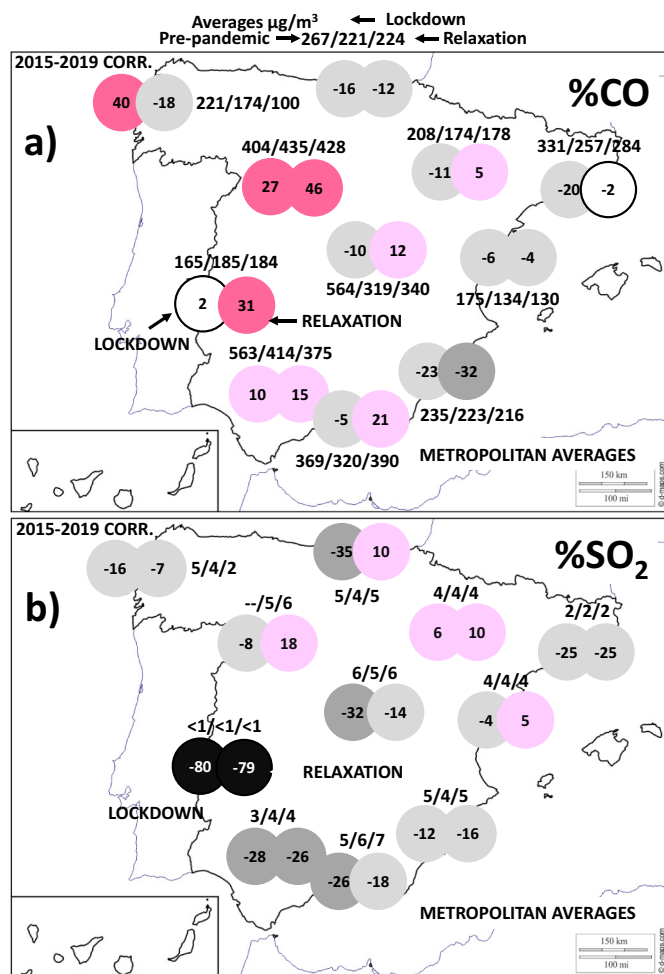 Averages µg/m³ ← Lockdown
Pre-pandemic → 267/221/224 ← Relaxation
2015-2019 CORR.
%CO
a)
40 -18 221/174/100
-16 -12
208/174/178
-11 5
331/257/284
-20 -2
404/435/428
27 46
-10 12
564/319/340
-6 -4
175/134/130
165/185/184
2 31
LOCKDOWN
RELAXATION
563/414/375
10 15
-23 -32
235/223/216
-5 21
369/320/390
METROPOLITAN AVERAGES
150 km
100 mi
© d-maps.com
2015-2019 CORR.
%SO₂
b)
-16 -7 5/4/2
-35 10
5/4/5
--/5/6
-8 18
4/4/4
6 10
2/2/2
-25 -25
6/5/6
-32 -14
4/4/4
-4 5
<1/<1/<1
-80 -79
LOCKDOWN
RELAXATION
3/4/4
-28 -26
5/6/7
-26 -18
5/4/5
-12 -16
METROPOLITAN AVERAGES
150 km
100 mi
© d-maps.com